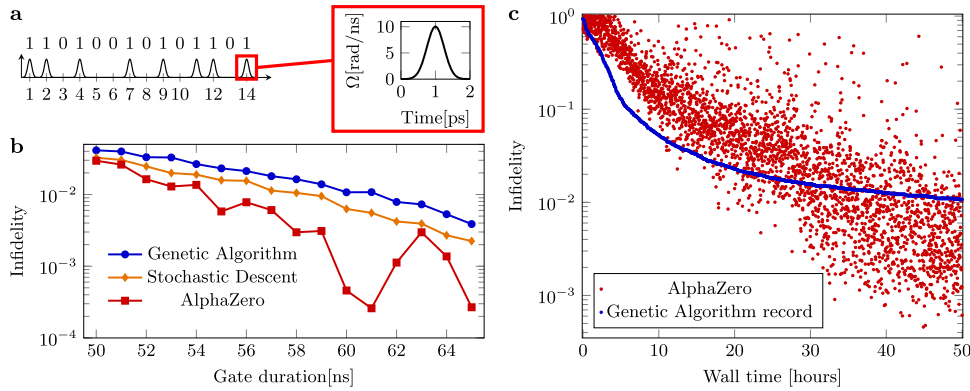 a
1 1 0 1 0 0 1 0 1 0 1 1 0 1
1 2 3 4 5 6 7 8 9 10 12 14
Ω[rad/ns]
10
5
0
0 1 2
Time[ps]
b
Infidelity
10⁻²
10⁻³
10⁻⁴
Genetic Algorithm
Stochastic Descent
AlphaZero
50 52 54 56 58 60 62 64
Gate duration[ns]
c
Infidelity
10⁰
10⁻¹
10⁻²
10⁻³
AlphaZero
Genetic Algorithm record
0 10 20 30 40 50
Wall time [hours]